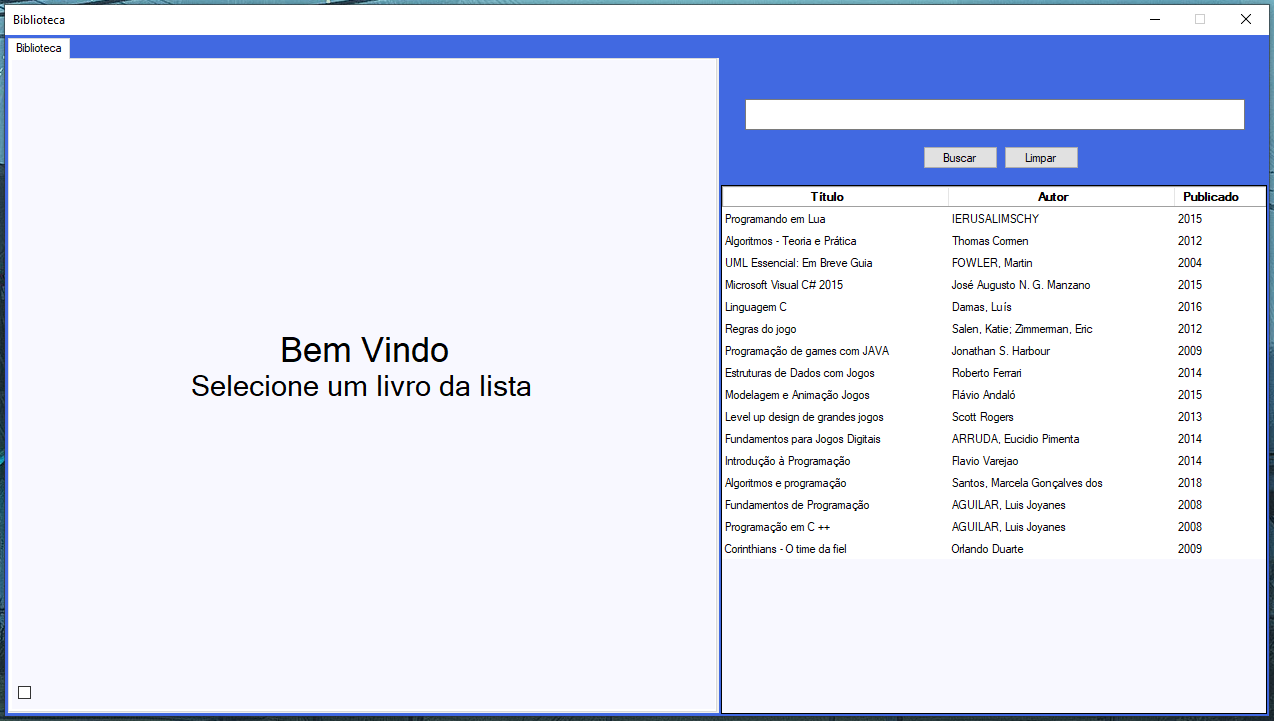 Biblioteca
Biblioteca
Bem Vindo
Selecione um livro da lista
Buscar Limpar
Título Autor Publicado
Programando em Lua IERUSALIMSCHY 2015
Algoritmos - Teoria e Prática Thomas Cormen 2012
UML Essencial: Em Breve Guia FOWLER, Martin 2004
Microsoft Visual C# 2015 José Augusto N. G. Manzano 2015
Linguagem C Damas, Luís 2016
Regras do jogo Salen, Katie; Zimmerman, Eric 2012
Programação de games com JAVA Jonathan S. Harbour 2009
Estruturas de Dados com Jogos Roberto Ferrari 2014
Modelagem e Animação Jogos Flávio Andaló 2015
Level up design de grandes jogos Scott Rogers 2013
Fundamentos para Jogos Digitais ARRUDA, Eucidio Pimenta 2014
Introdução à Programação Flavio Varejao 2014
Algoritmos e programação Santos, Marcela Gonçalves dos 2018
Fundamentos de Programação AGUILAR, Luis Joyanes 2008
Programação em C ++ AGUILAR, Luis Joyanes 2008
Corinthians - O time da fiel Orlando Duarte 2009